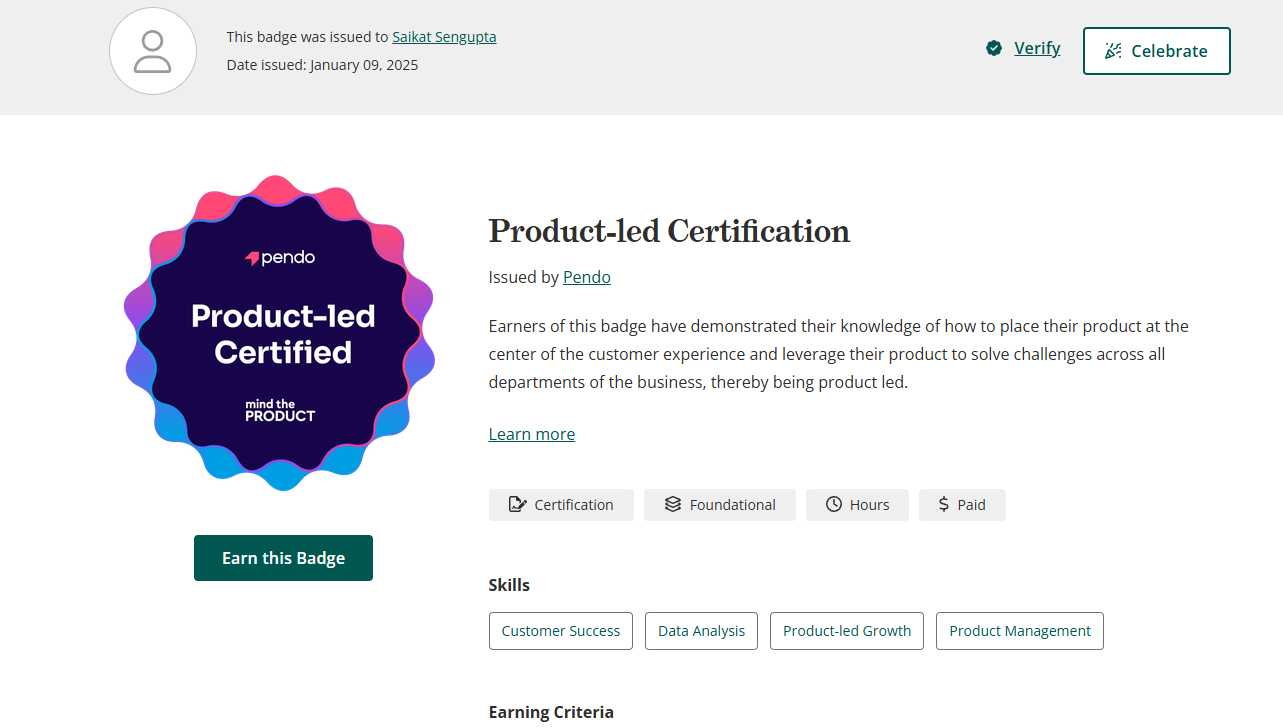 This badge was issued to Saikat Sengupta
Date issued: January 09, 2025
Verify
Celebrate
pendo
Product-led
Certified
mind the
PRODUCT
Earn this Badge
Product-led Certification
Issued by Pendo
Earners of this badge have demonstrated their knowledge of how to place their product at the
center of the customer experience and leverage their product to solve challenges across all
departments of the business, thereby being product led.
Learn more
Certification
Foundational
Hours
Paid
Skills
Customer Success
Data Analysis
Product-led Growth
Product Management
Earning Criteria